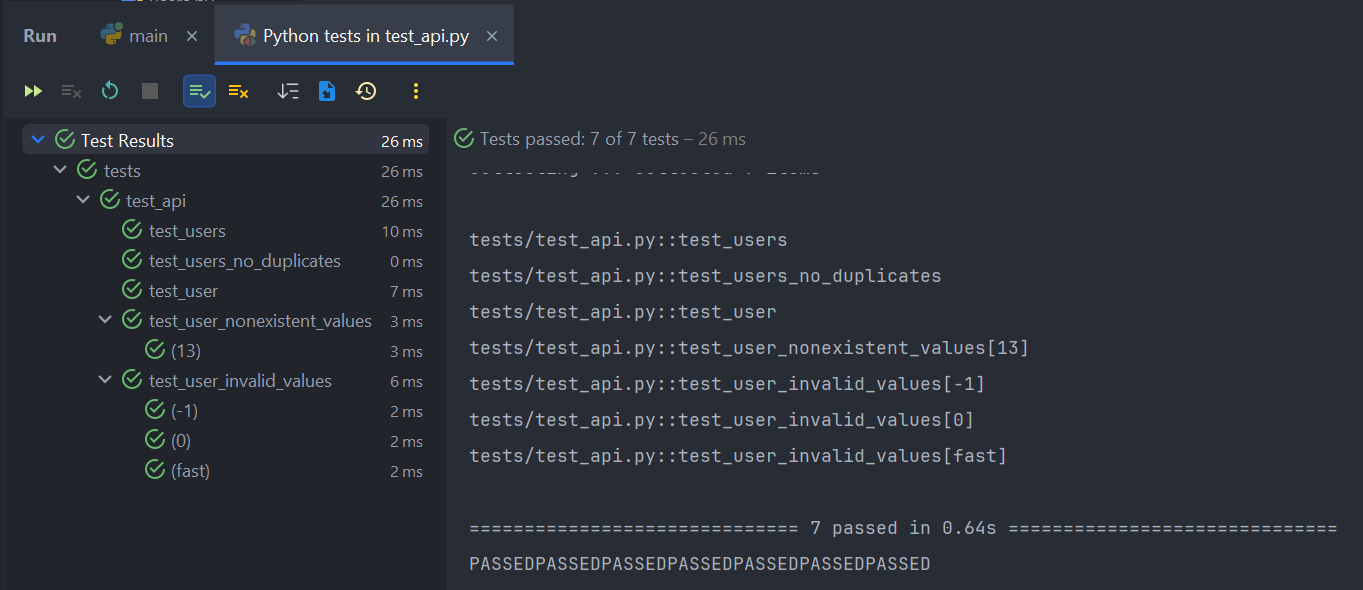 Run main Python tests in test_api.py
Test Results 26 ms
tests 26 ms
test_api 26 ms
test_users 10 ms
test_users_no_duplicates 0 ms
test_user 7 ms
test_user_nonexistent_values 3 ms
(13) 3 ms
test_user_invalid_values 6 ms
(-1) 2 ms
(0) 2 ms
(fast) 2 ms
Tests passed: 7 of 7 tests – 26 ms
tests/test_api.py::test_users
tests/test_api.py::test_users_no_duplicates
tests/test_api.py::test_user
tests/test_api.py::test_user_nonexistent_values[13]
tests/test_api.py::test_user_invalid_values[-1]
tests/test_api.py::test_user_invalid_values[0]
tests/test_api.py::test_user_invalid_values[fast]
============================== 7 passed in 0.64s ==============================
PASSEDPASSEDPASSEDPASSEDPASSEDPASSEDPASSED